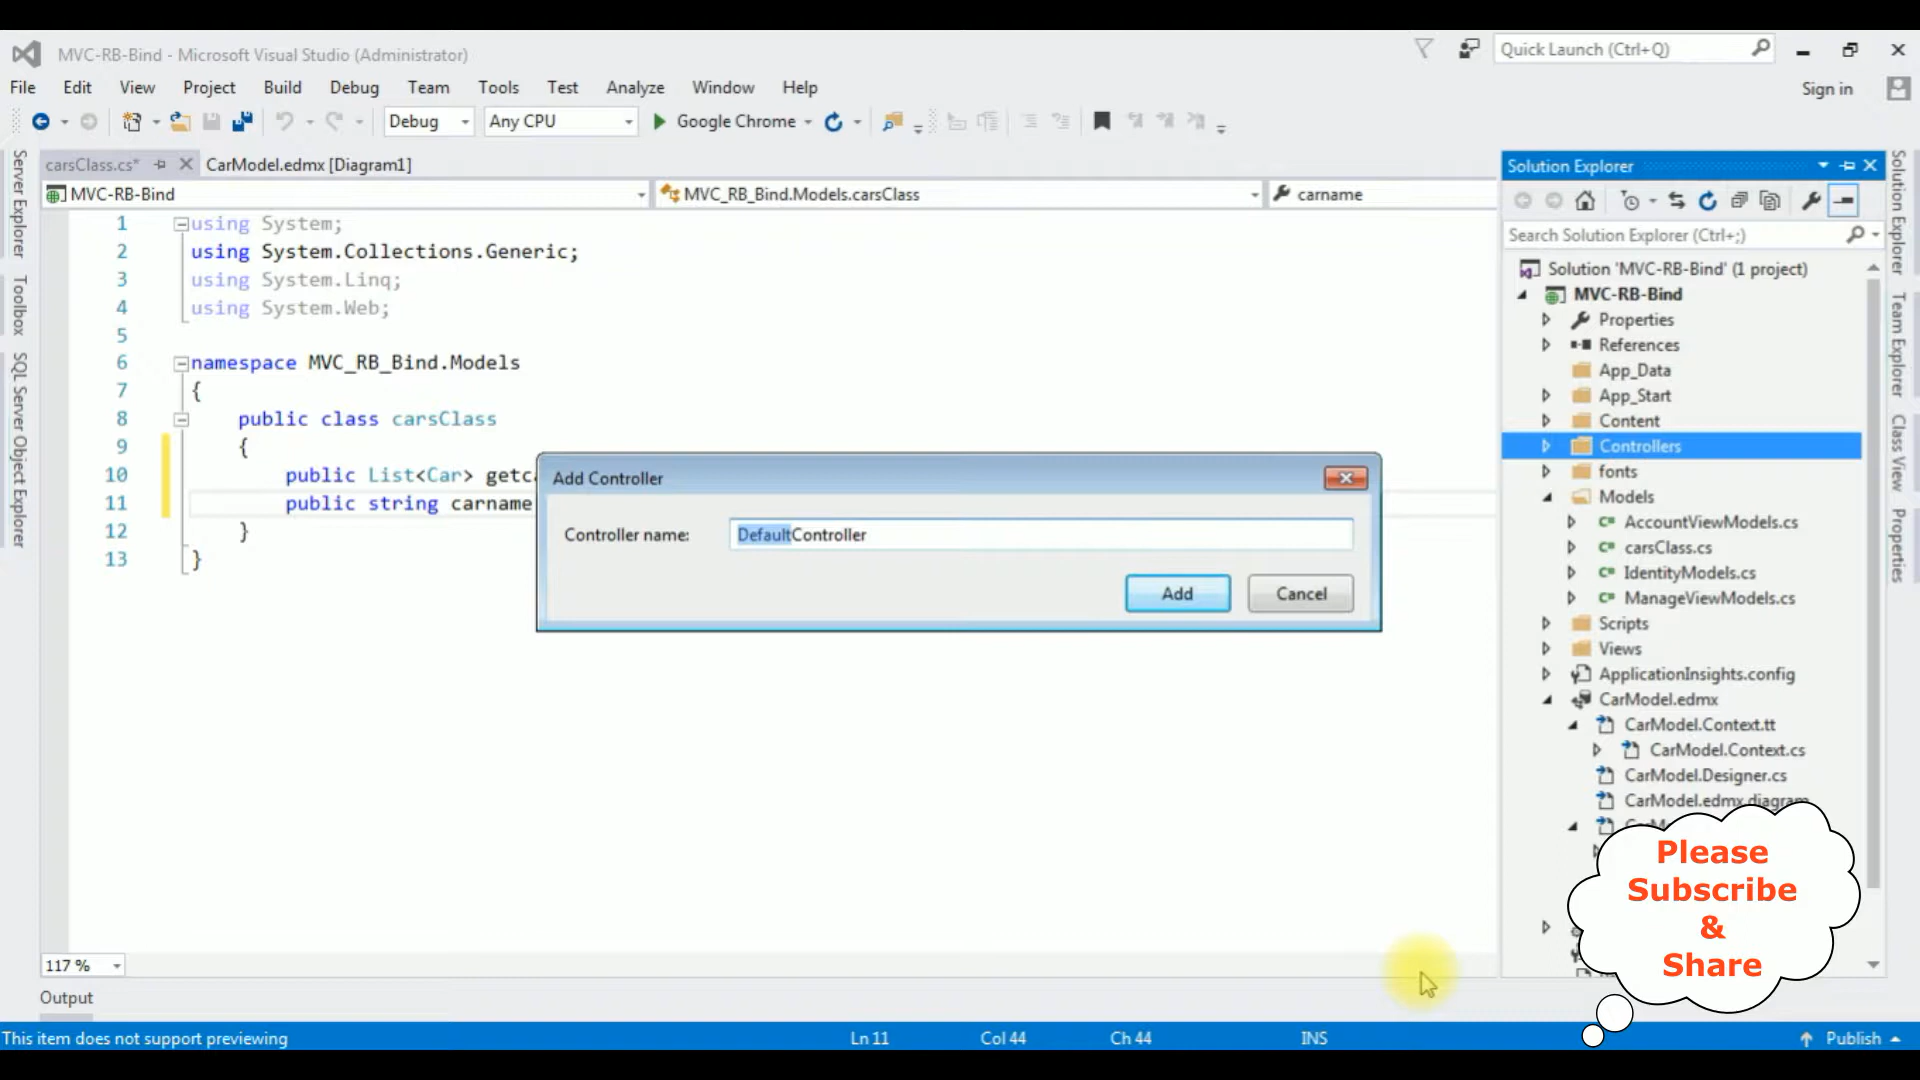 MVC-RB-Bind - Microsoft Visual Studio (Administrator)
Quick Launch (Ctrl+Q)
File Edit View Project Build Debug Team Tools Test Analyze Window Help
Sign in
Debug Any CPU Google Chrome
carsClass.cs* CarModel.edmx [Diagram1]
MVC-RB-Bind MVC_RB_Bind.Models.carsClass carname
Server Explorer
Toolbox
SQL Server Object Explorer
1 using System;
2 using System.Collections.Generic;
3 using System.Linq;
4 using System.Web;
5
6 namespace MVC_RB_Bind.Models
7 {
8 public class carsClass
9 {
10 public List<Car>
11 public string carname
12 }
13 }
Add Controller
Controller name: DefaultController
Add Cancel
Solution Explorer
Search Solution Explorer (Ctrl+;)
Solution 'MVC-RB-Bind' (1 project)
MVC-RB-Bind
Properties
References
App_Data
App_Start
Content
Controllers
fonts
Models
AccountViewModels.cs
carsClass.cs
IdentityModels.cs
ManageViewModels.cs
Scripts
Views
ApplicationInsights.config
CarModel.edmx
CarModel.Context.tt
CarModel.Context.cs
CarModel.Designer.cs
CarModel.edmx.diagram
Solution Explorer
Team Explorer
Class View
Properties
Please
Subscribe
&
Share
117 %
Output
This item does not support previewing Ln 11 Col 44 Ch 44 INS Publish